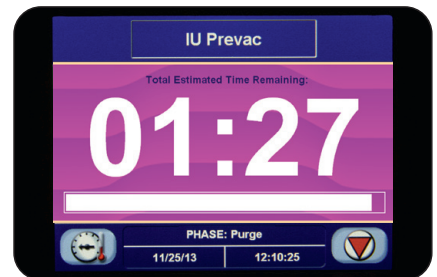 IU Prevac
Total Estimated Time Remaining:
01:27
PHASE: Purge
11/25/13 12:10:25